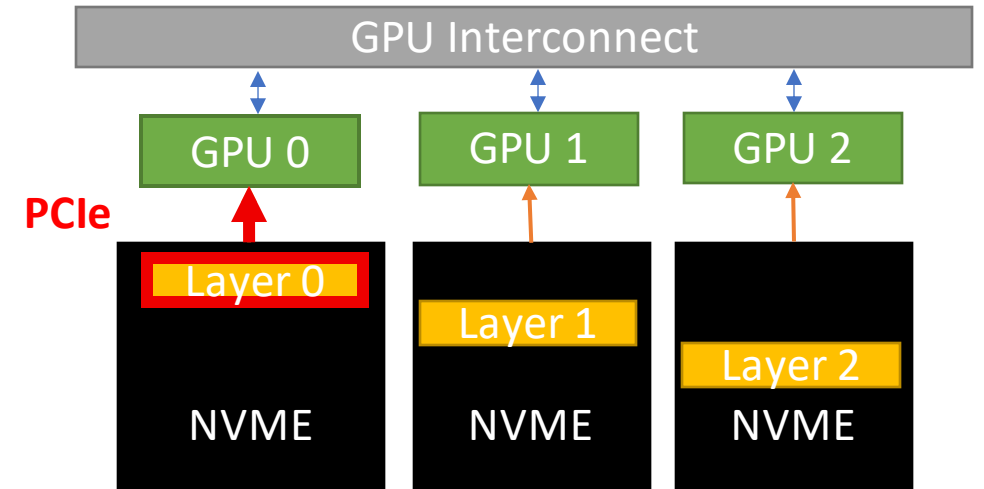 GPU Interconnect
GPU 0
GPU 1
GPU 2
PCIe
Layer 0
Layer 1
Layer 2
NVME
NVME
NVME